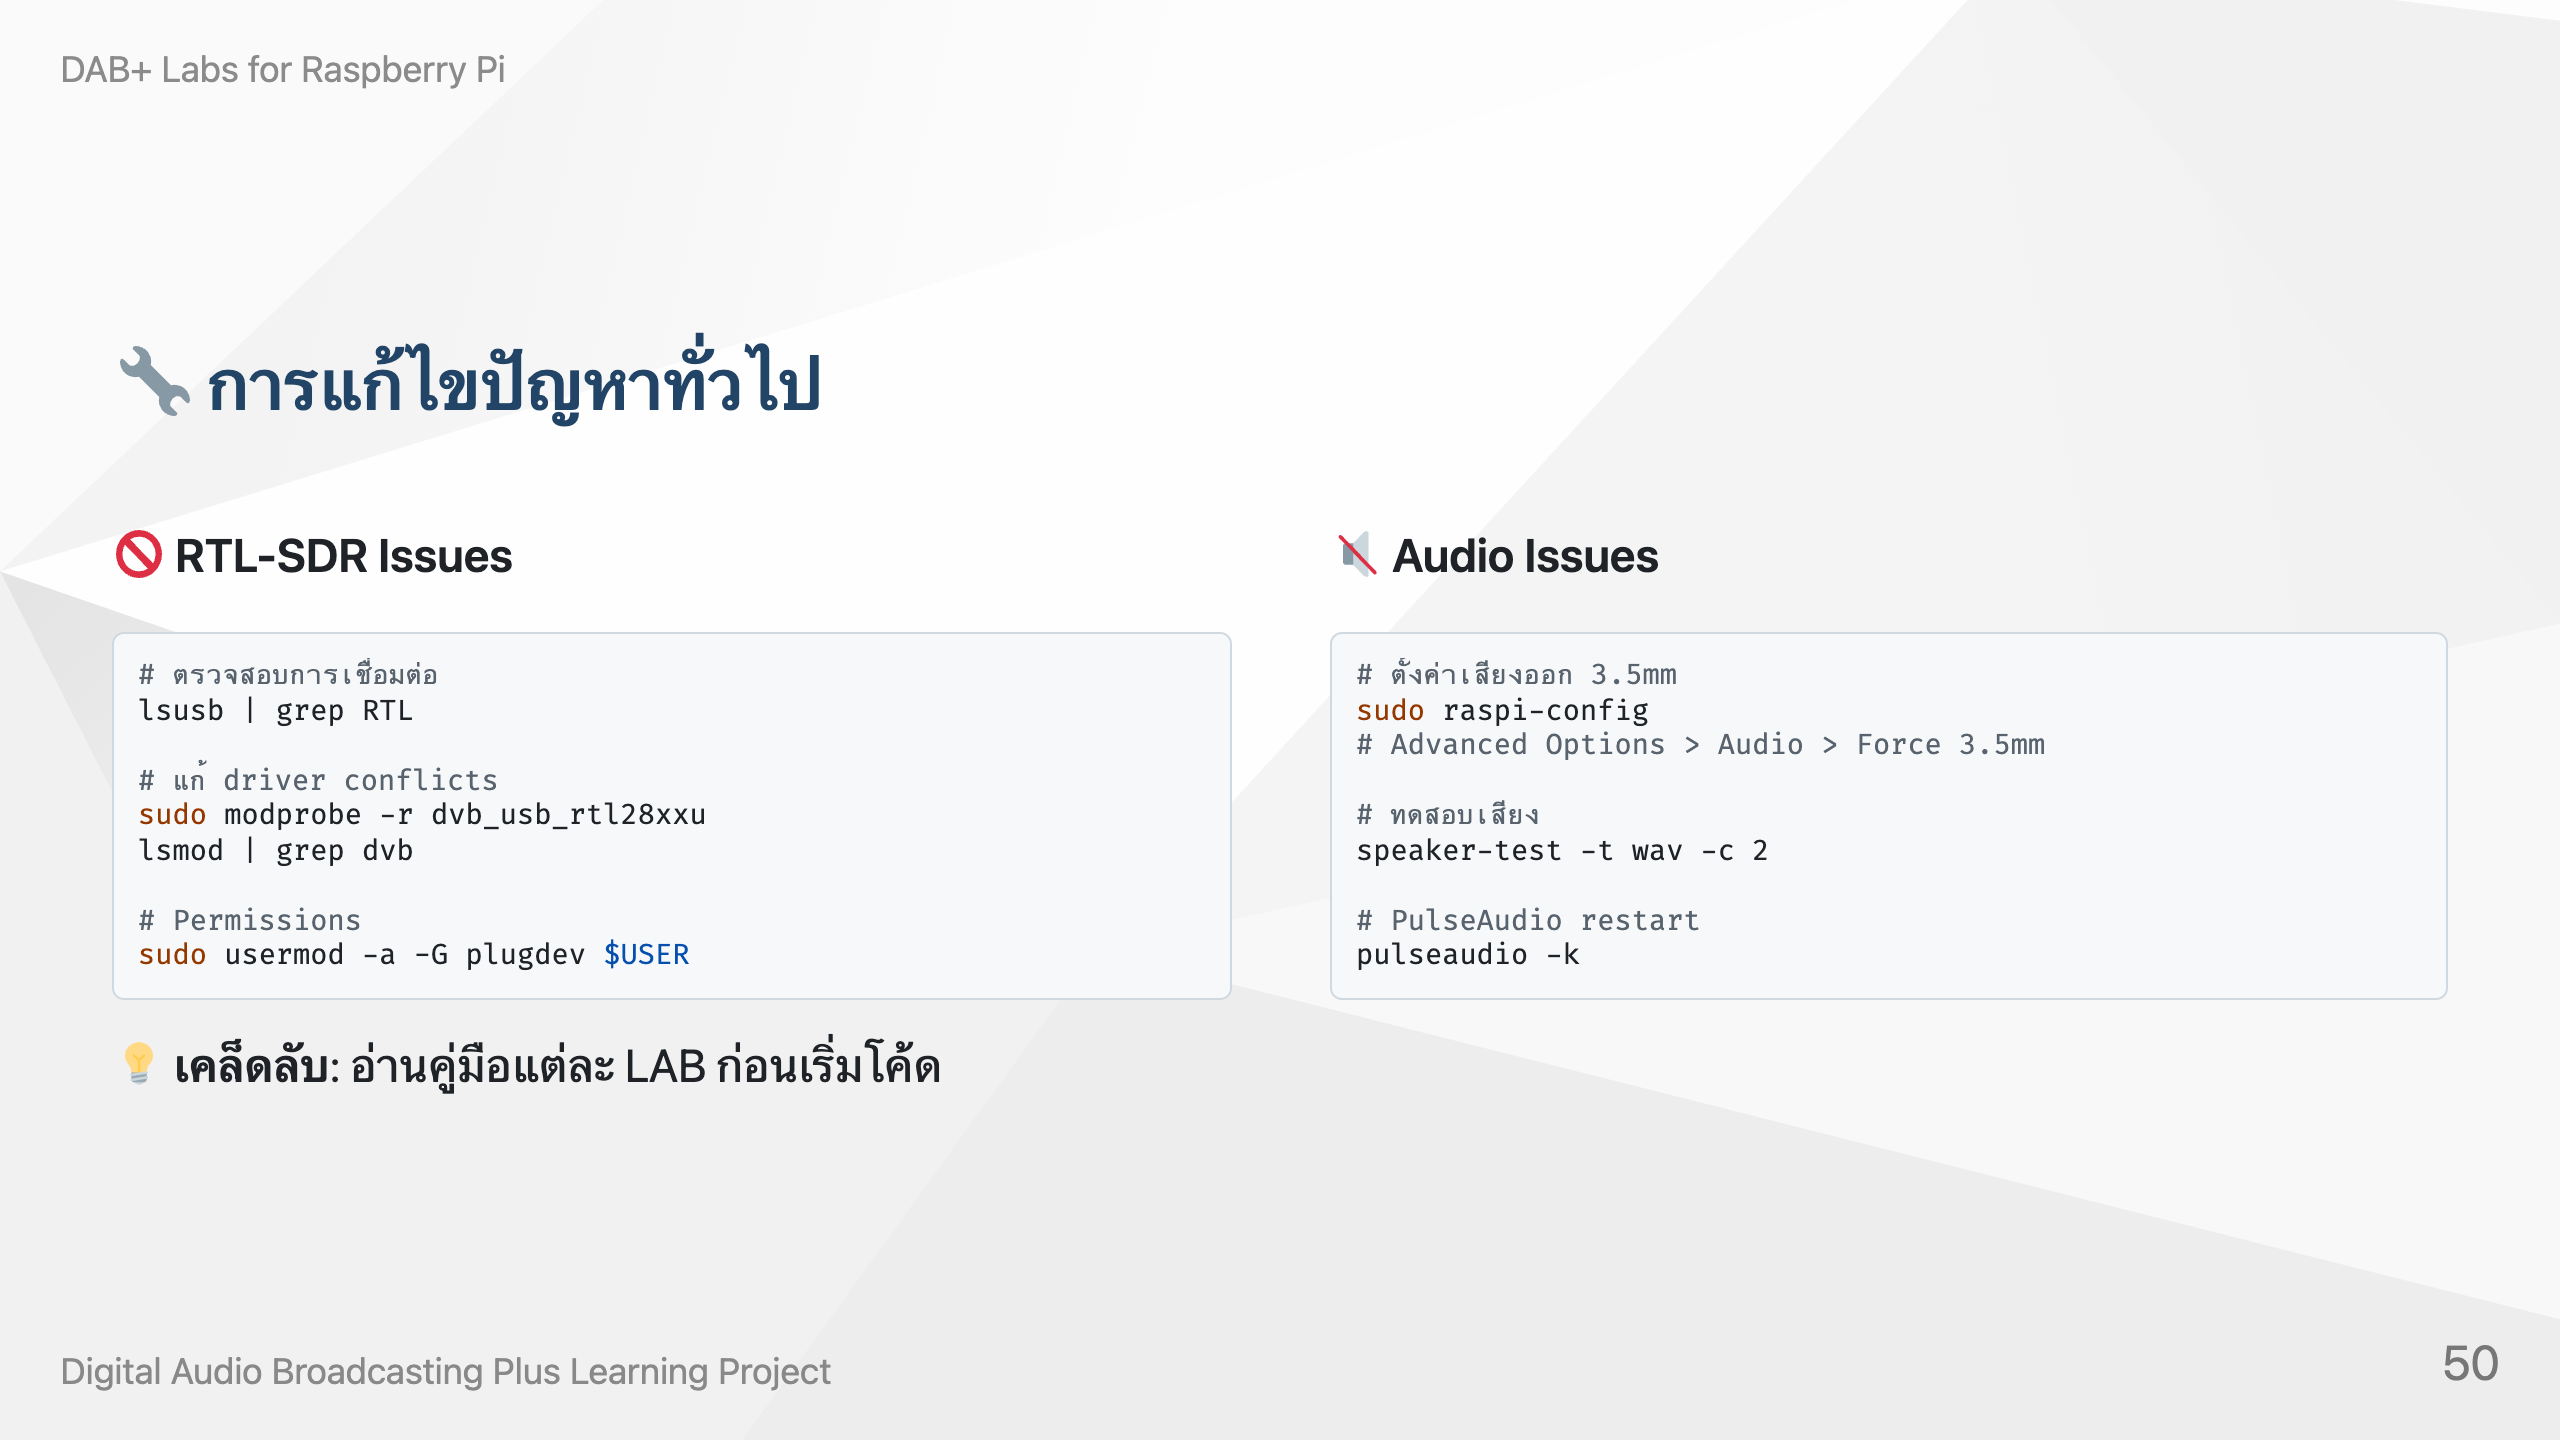 DAB+ Labs for Raspberry Pi
🔧 การแก้ไขปัญหาทั่วไป
🚫 RTL-SDR Issues
# ตรวจสอบการเชื่อมต่อ
lsusb | grep RTL
# แก้ driver conflicts
sudo modprobe -r dvb_usb_rtl28xxu
lsmod | grep dvb
# Permissions
sudo usermod -a -G plugdev $USER
🔇 Audio Issues
# ตั้งค่าเสียงออก 3.5mm
sudo raspi-config
# Advanced Options > Audio > Force 3.5mm
# ทดสอบเสียง
speaker-test -t wav -c 2
# PulseAudio restart
pulseaudio -k
💡 เคล็ดลับ: อ่านคู่มือแต่ละ LAB ก่อนเริ่มโค้ด
Digital Audio Broadcasting Plus Learning Project
50